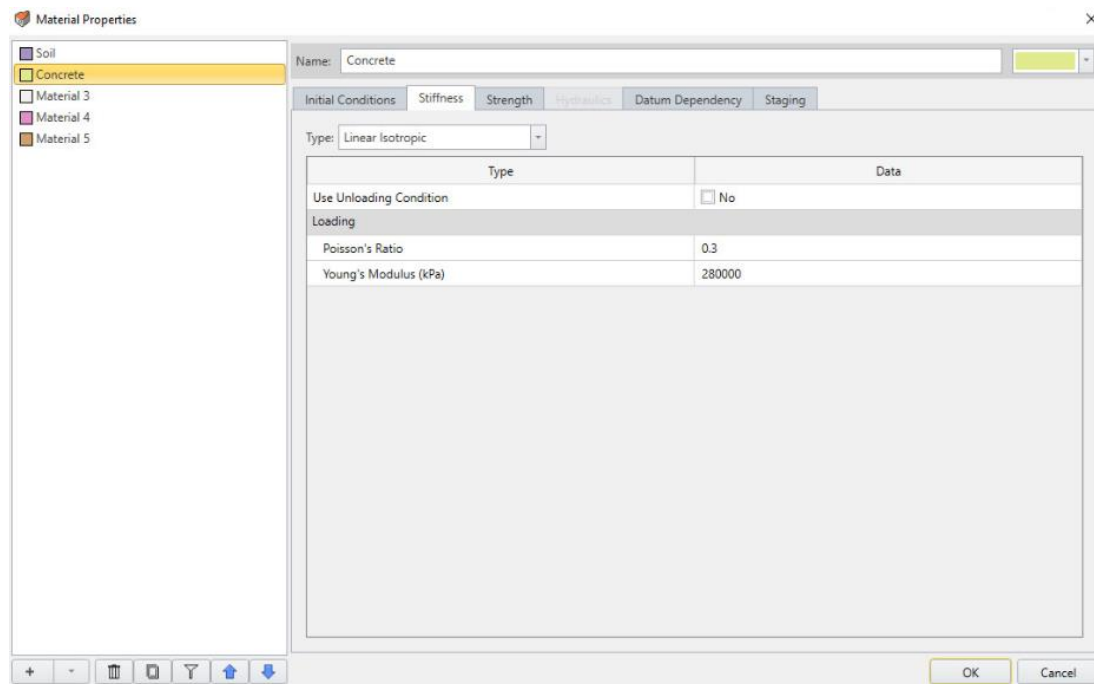 Material Properties
Soil
Concrete
Material 3
Material 4
Material 5
Name: Concrete
Initial Conditions Stiffness Strength Hydraulics Datum Dependency Staging
Type: Linear Isotropic
Type Data
Use Unloading Condition No
Loading
Poisson's Ratio 0.3
Young's Modulus (kPa) 280000
OK Cancel